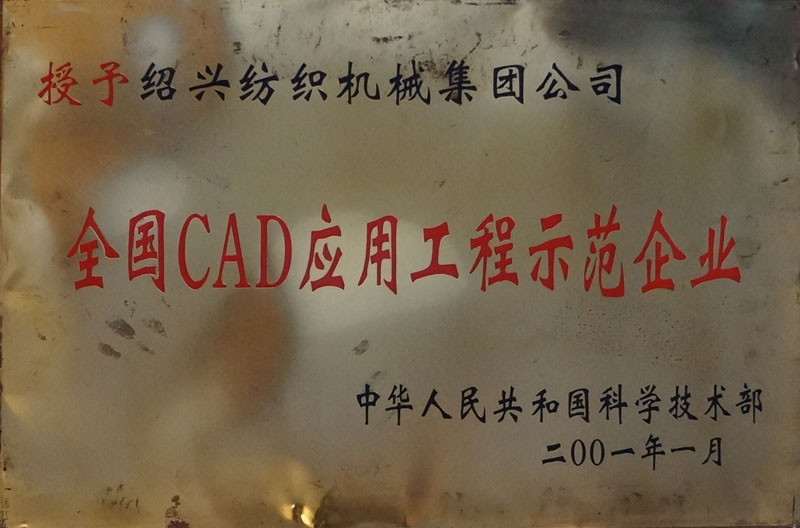 授予绍兴纺织机械集团公司
全国CAD应用工程示范企业
中华人民共和国科学技术部
二00一年一月